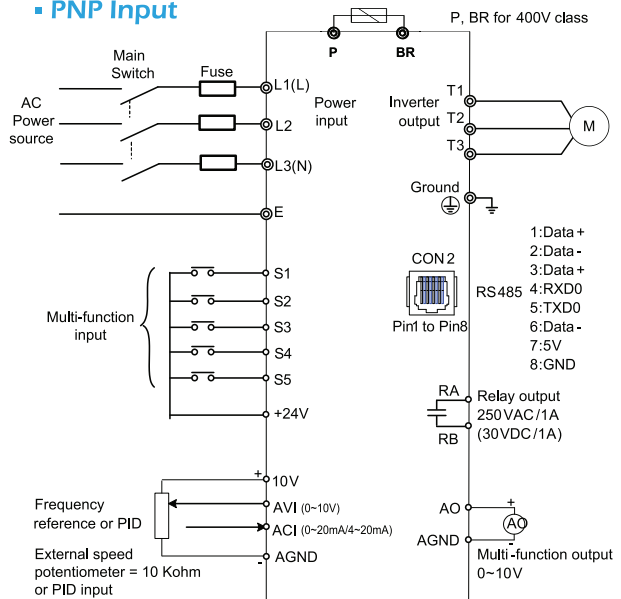 ▪ PNP Input
P, BR for 400V class
P
BR
Main
Switch
Fuse
AC
Power
source
L1(L)
L2
L3(N)
E
Power
input
Inverter
output
T1
T2
T3
M
Ground
Multi-function
input
S1
S2
S3
S4
S5
+24V
CON2
Pin1 to Pin8
RS485
1:Data+
2:Data-
3:Data+
4:RXD0
5:TXD0
6:Data-
7:5V
8:GND
RA
RB
Relay output
250VAC/1A
(30VDC/1A)
Frequency
reference or PID
External speed
potentiometer = 10 Kohm
or PID input
+
10V
AVI (0~10V)
ACI (0~20mA/4~20mA)
-
AGND
AO
+
AO
-
AGND
Multi-function output
0~10V